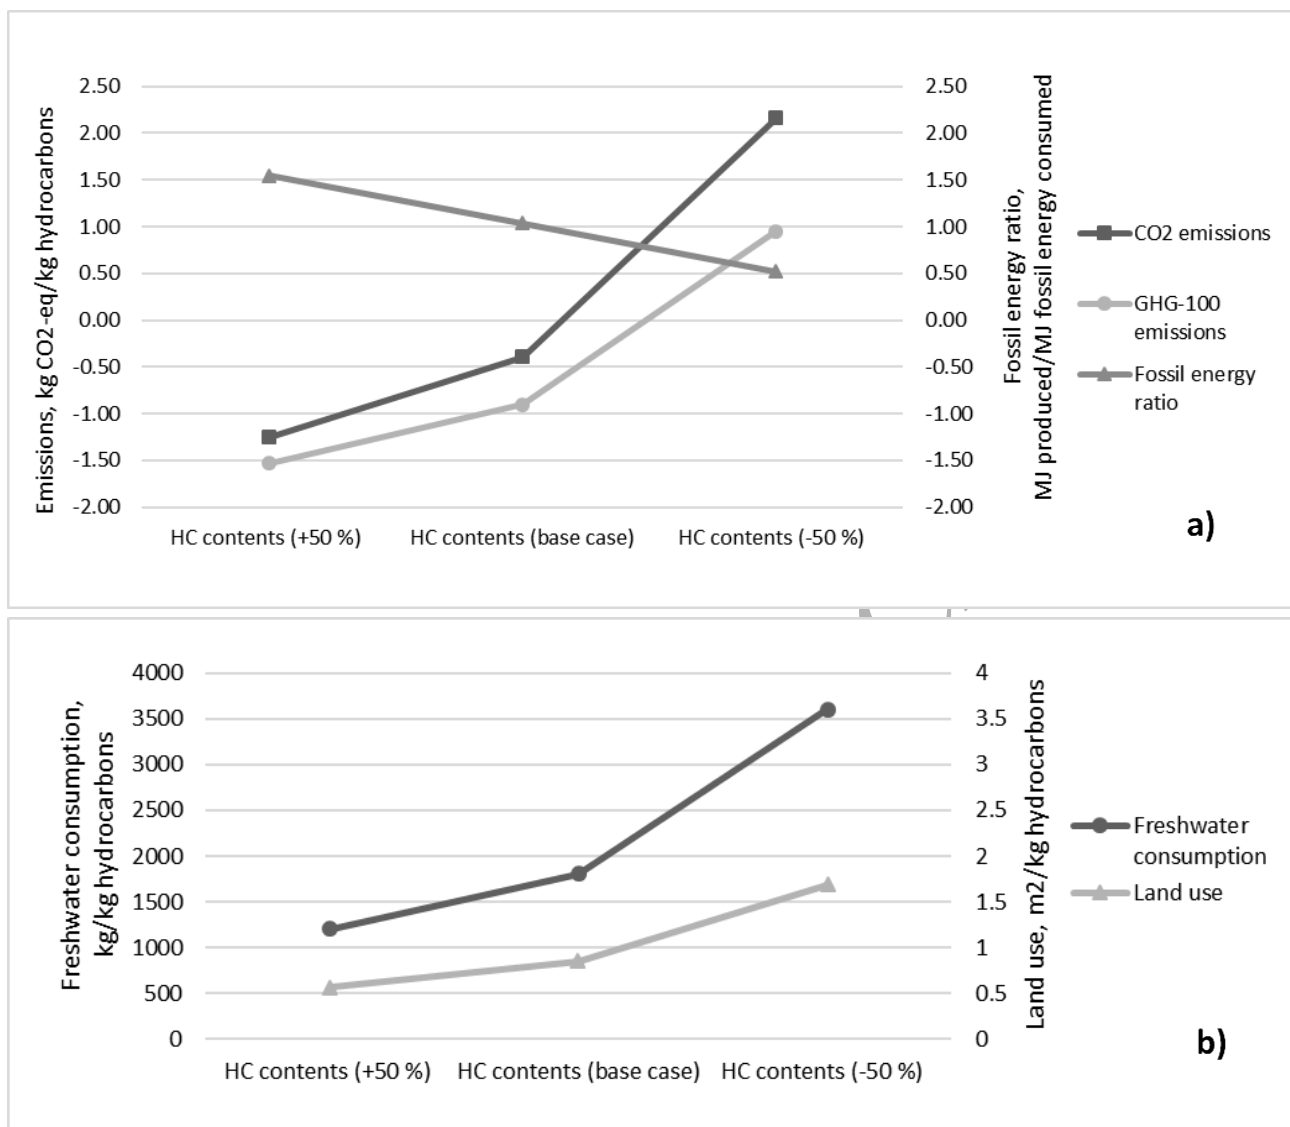 Emissions, kg CO2-eq/kg hydrocarbons
2.50
2.00
1.50
1.00
0.50
0.00
-0.50
-1.00
-1.50
-2.00
HC contents (+50 %)
HC contents (base case)
HC contents (-50 %)
2.50
2.00
1.50
1.00
0.50
0.00
-0.50
-1.00
-1.50
-2.00
Fossil energy ratio,
MJ produced/MJ fossil energy consumed
CO2 emissions
GHG-100
emissions
Fossil energy
ratio
a)
Freshwater consumption,
kg/kg hydrocarbons
4000
3500
3000
2500
2000
1500
1000
500
0
HC contents (+50 %)
HC contents (base case)
HC contents (-50 %)
4
3.5
3
2.5
2
1.5
1
0.5
0
Land use, m2/kg hydrocarbons
Freshwater
consumption
Land use
b)